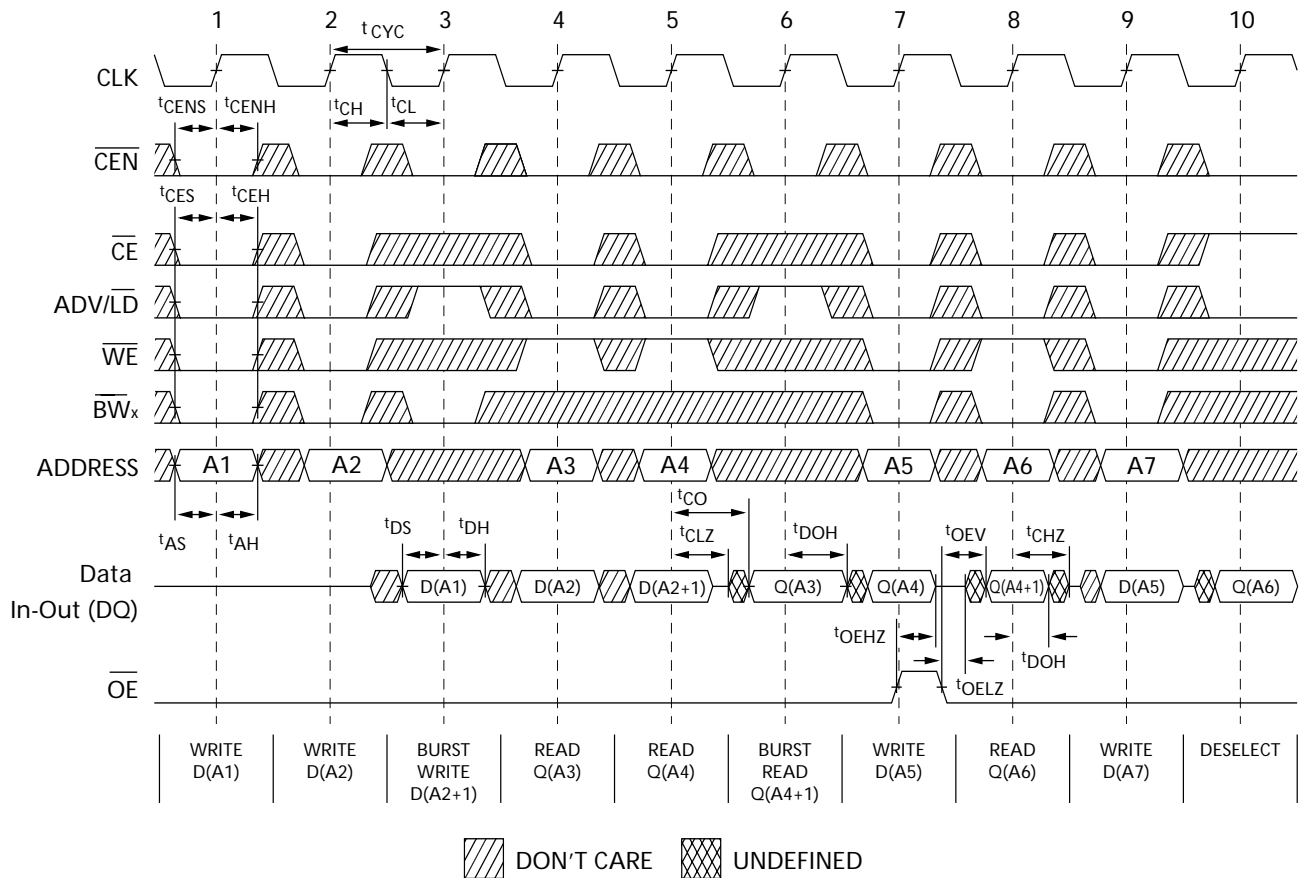 1 2 3 4 5 6 7 8 9 10
tCYC
CLK
tCENS tCENH tCH tCL
CEN
tCES tCEH
CE
ADV/LD
WE
BWx
ADDRESS A1 A2 A3 A4 A5 A6 A7
tCO
tAS tAH tDS tDH tCLZ tDOH tOEV tCHZ
Data
In-Out (DQ)
D(A1) D(A2) D(A2+1) Q(A3) Q(A4) Q(A4+1) D(A5) Q(A6)
tOEHZ tDOH
tOELZ
OE
WRITE
D(A1)
WRITE
D(A2)
BURST
WRITE
D(A2+1)
READ
Q(A3)
READ
Q(A4)
BURST
READ
Q(A4+1)
WRITE
D(A5)
READ
Q(A6)
WRITE
D(A7)
DESELECT
DON'T CARE
UNDEFINED